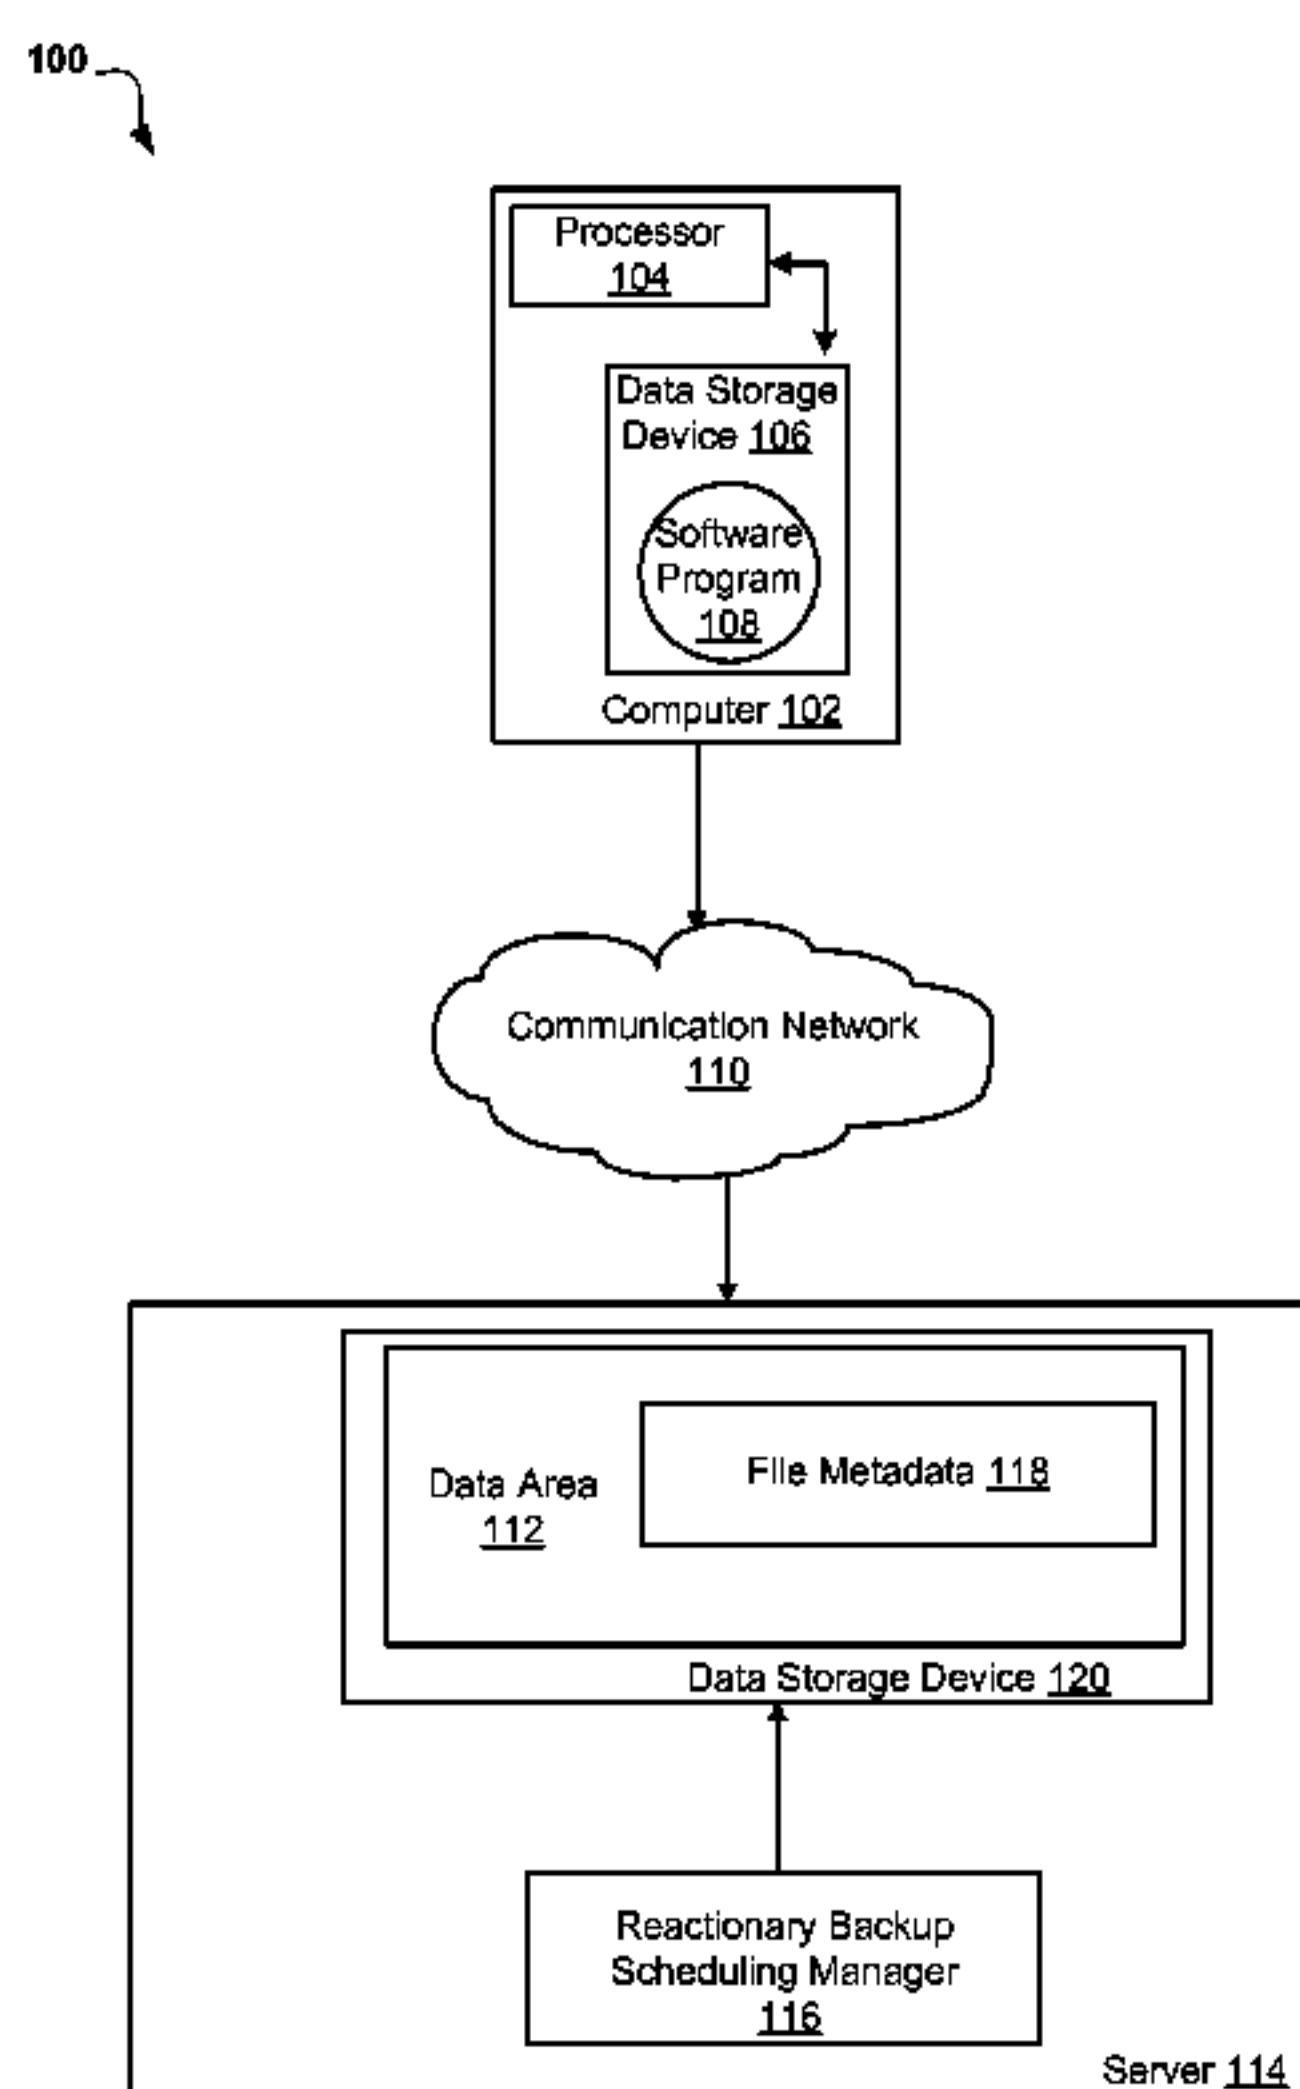 100
Processor
104
Data Storage
Device 106
Software
Program
108
Computer 102
Communication Network
110
Data Area
112
File Metadata 118
Data Storage Device 120
Reactionary Backup
Scheduling Manager
116
Server 114